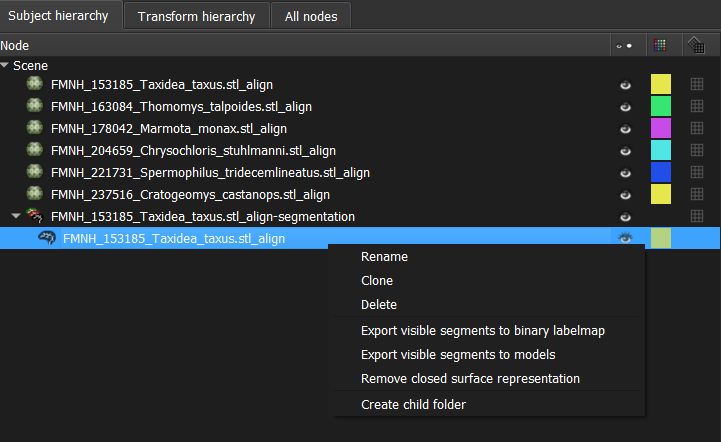 Subject hierarchy Transform hierarchy All nodes
Node
Scene
FMNH_153185_Taxidea_taxus.stl_align
FMNH_163084_Thomomys_talpoides.stl_align
FMNH_178042_Marmota_monax.stl_align
FMNH_204659_Chrysochloris_stuhlmanni.stl_align
FMNH_221731_Spermophilus_tridecemlineatus.stl_align
FMNH_237516_Cratogeomys_castanops.stl_align
FMNH_153185_Taxidea_taxus.stl_align-segmentation
FMNH_153185_Taxidea_taxus.stl_align
Rename
Clone
Delete
Export visible segments to binary labelmap
Export visible segments to models
Remove closed surface representation
Create child folder